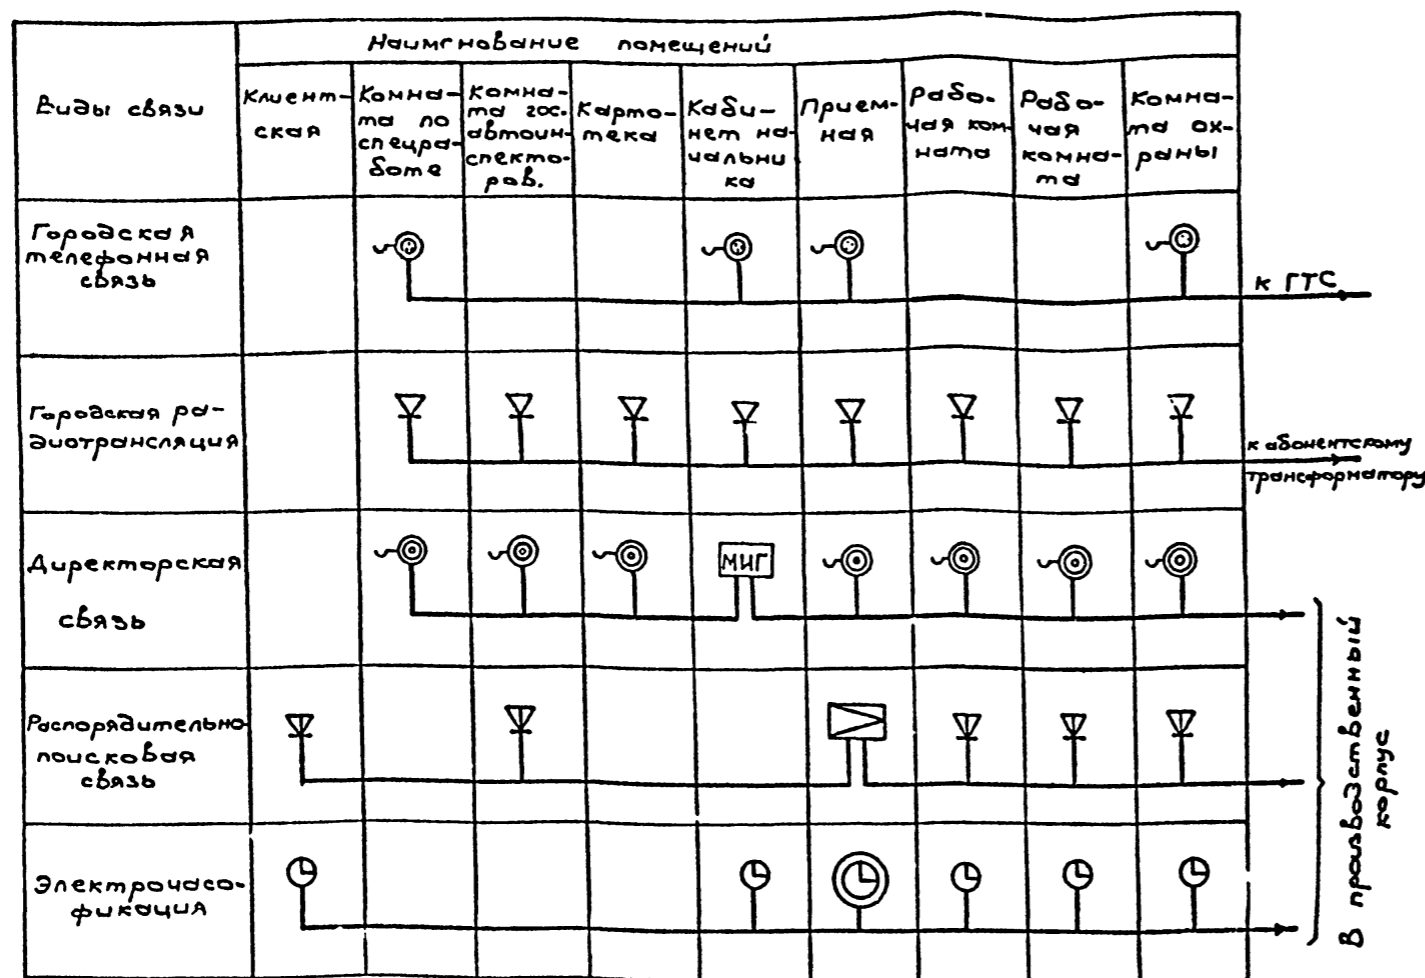 Наименование помещений
Виды связи
Клиент-
ская
Комна-
та по
спецра-
боте
Комна-
та гос.
автоин-
спекто-
ров.
Карто-
тека
Каби-
нет на-
чальни
ка
Прием-
ная
Рабо-
чая ком-
ната
Рабо-
чая
комна-
та
Комна-
та ох-
раны
Городская
телефонная
связь
к ГТС
Городская ра-
диотрансляция
к абонентскому
трансформатору
Директорская
связь
МИГ
Распорядительно
поисковая
связь
Электрочасо-
фикация
В производственный
корпус